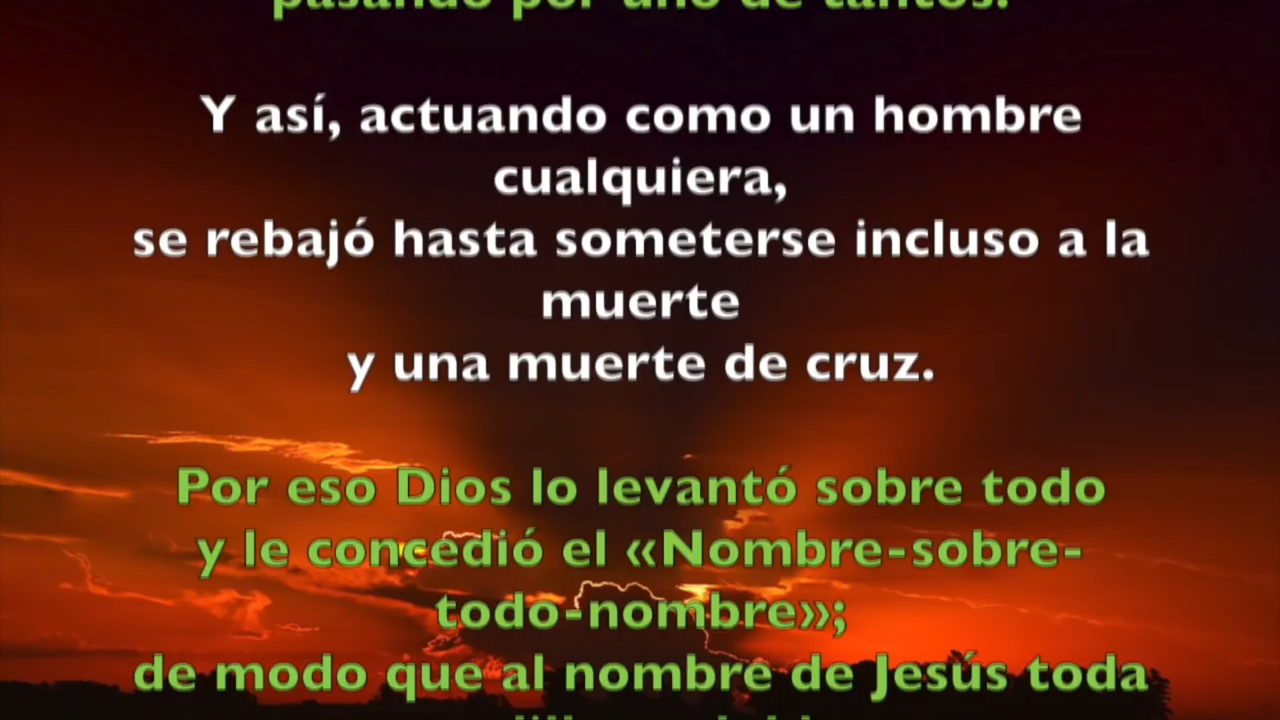 pasando por uno de tantos.
Y así, actuando como un hombre
cualquiera,
se rebajó hasta someterse incluso a la
muerte
y una muerte de cruz.
Por eso Dios lo levantó sobre todo
y le concedió el «Nombre-sobre-
todo-nombre»;
de modo que al nombre de Jesús toda